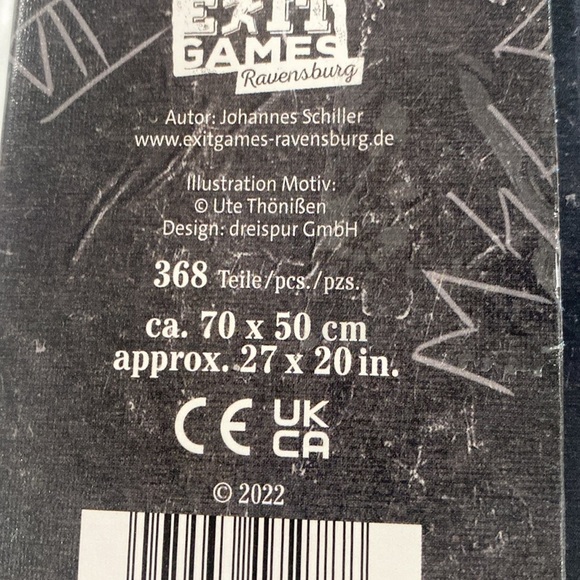 EXIT
GAMES
Ravensburg
Autor: Johannes Schiller
www.exitgames-ravensburg.de
Illustration Motiv:
© Ute Thönißen
Design: dreispur GmbH
368 Teile/pcs./pzs.
ca. 70 x 50 cm
approx. 27 x 20 in.
CE UK
CA
© 2022
VII